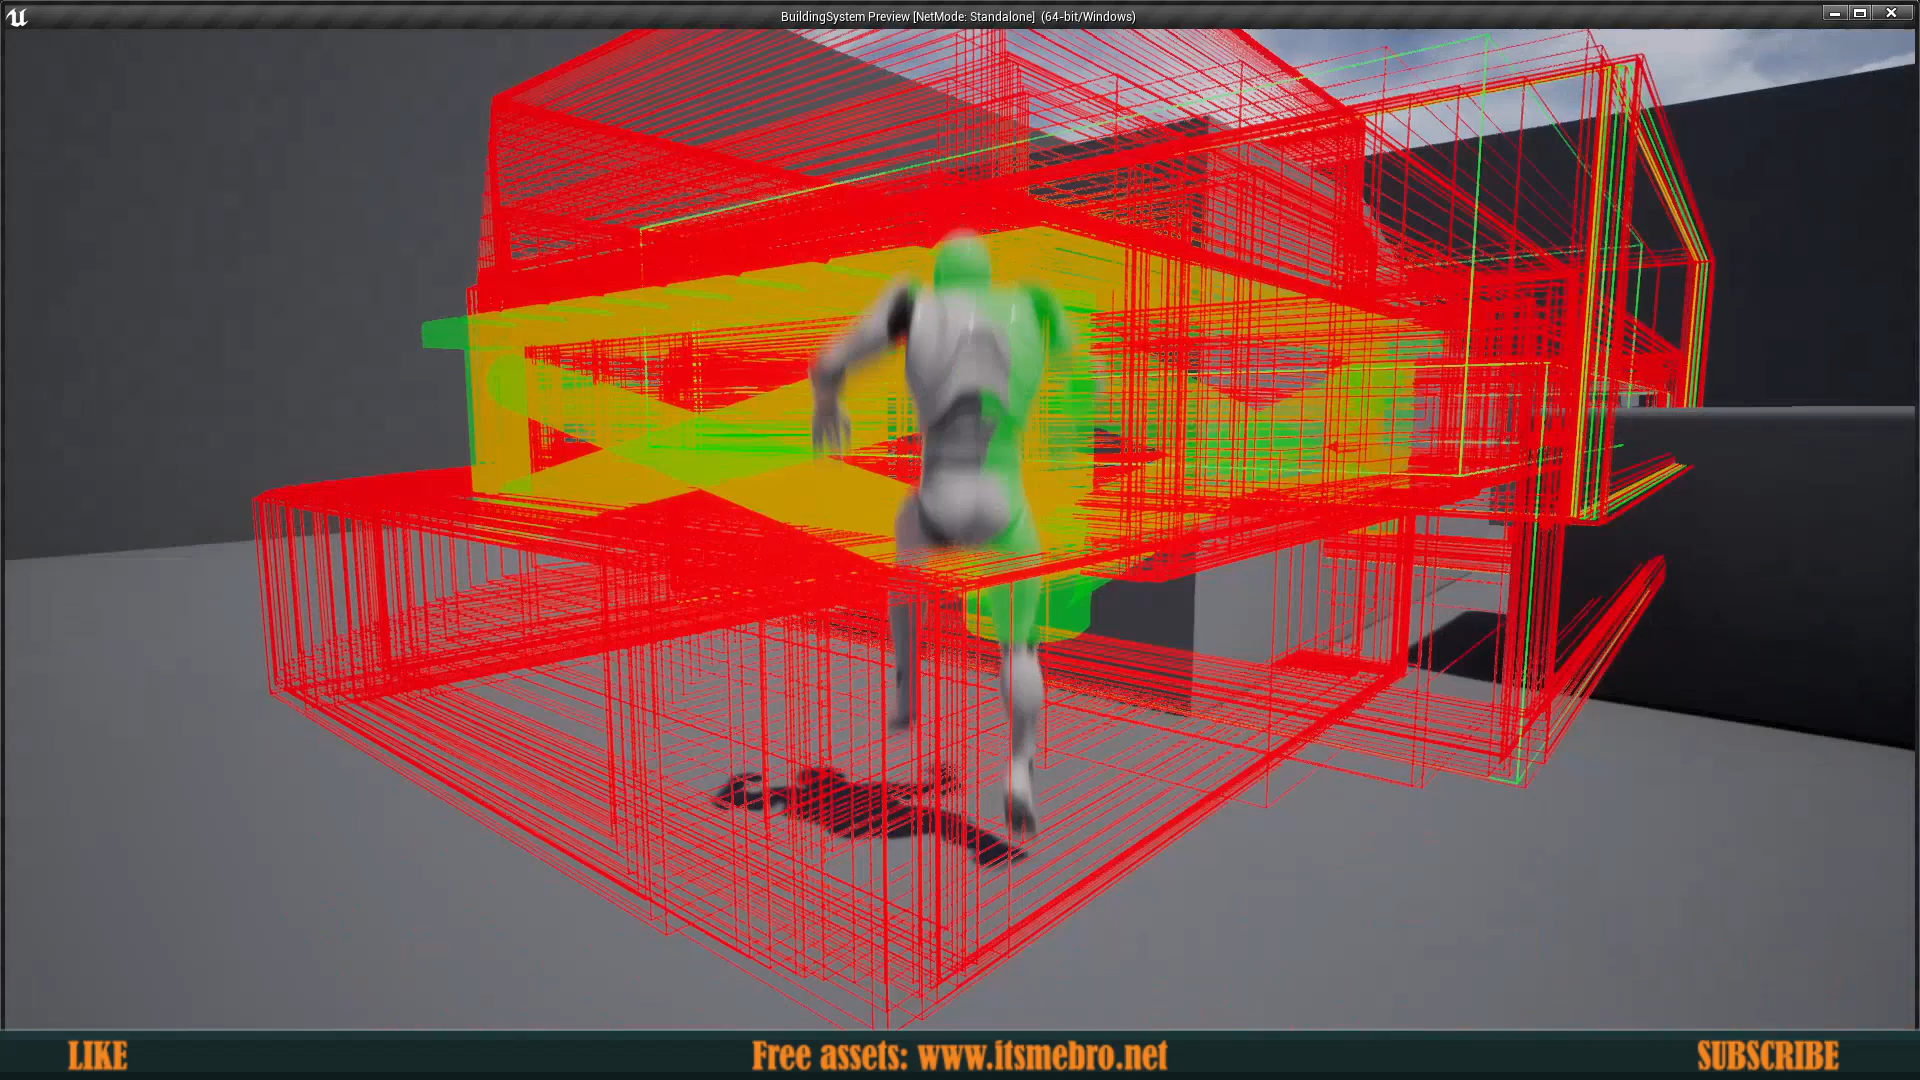 BuildingSystem Preview [NetMode: Standalone] (64-bit/Windows)
LIKE
Free assets: www.itsmebro.net
SUBSCRIBE